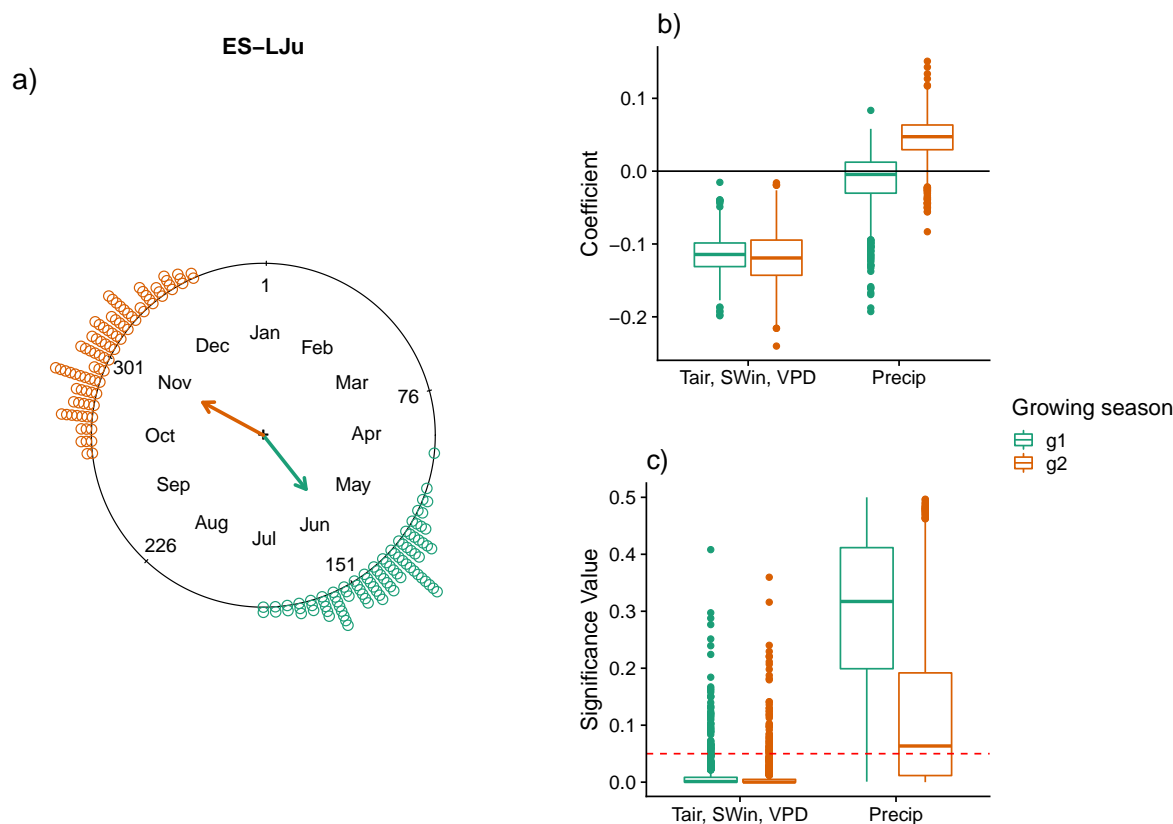 ES−LJu
a)
1
76
151
226
301
Jan
Feb
Mar
Apr
May
Jun
Jul
Aug
Sep
Oct
Nov
Dec
b)
Coefficient
0.1
0.0
−0.1
−0.2
Tair, SWin, VPD
Precip
Growing season
g1
g2
c)
Significance Value
0.5
0.4
0.3
0.2
0.1
0.0
Tair, SWin, VPD
Precip